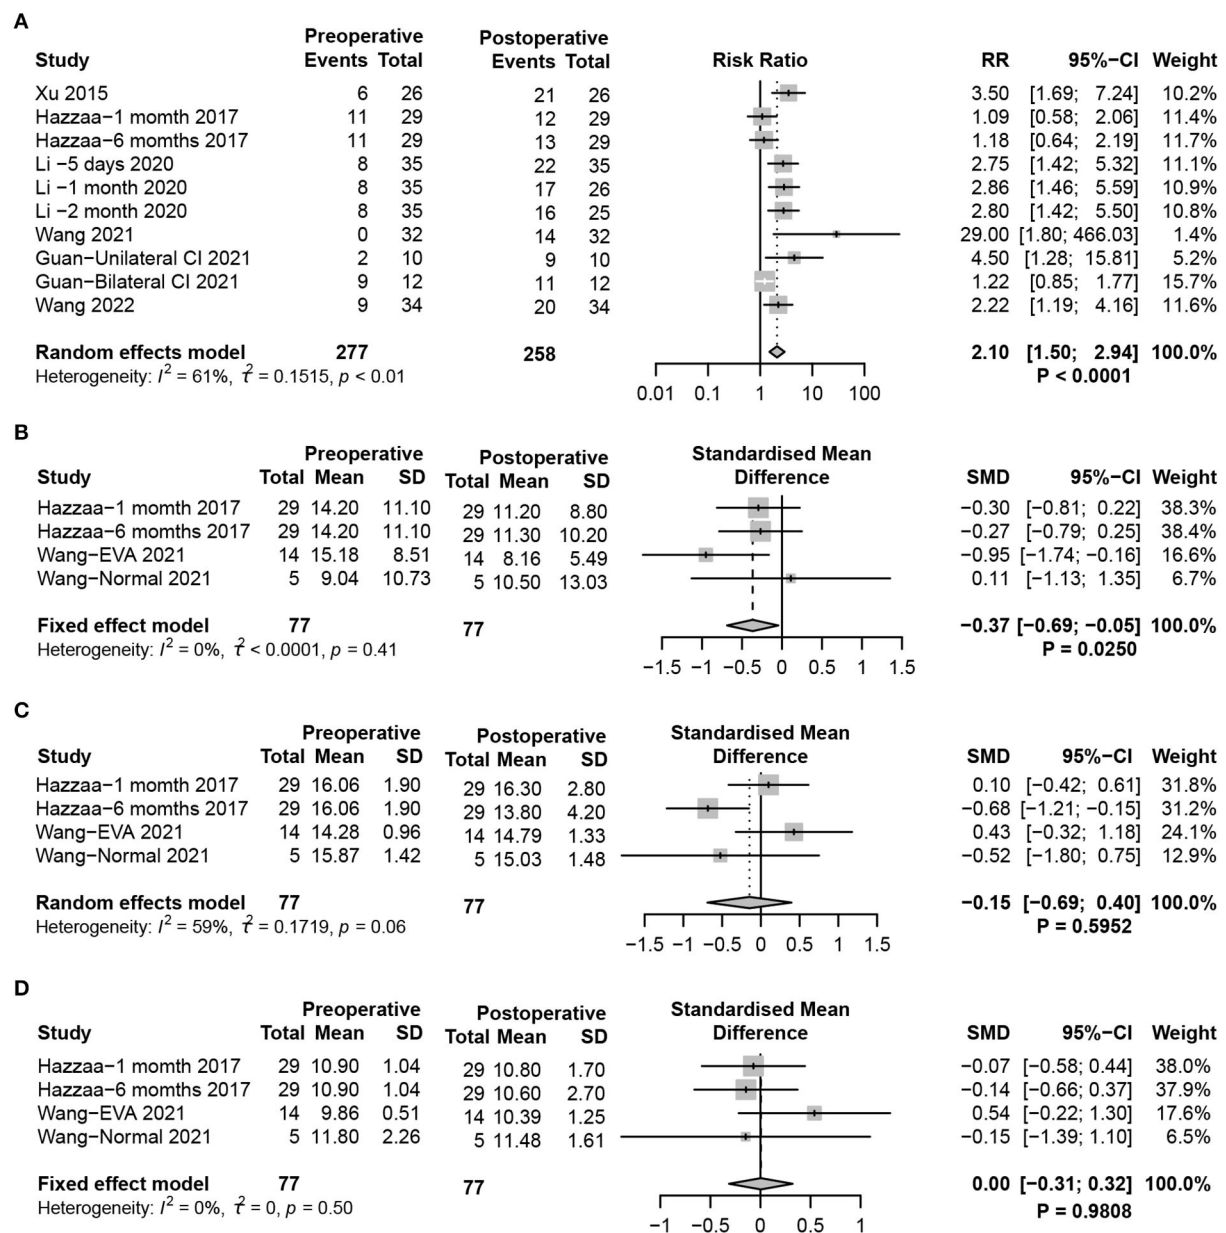 A
Preoperative Postoperative
Study Events Total Events Total Risk Ratio RR 95%−CI Weight
Xu 2015 6 26 21 26 3.50 [1.69; 7.24] 10.2%
Hazzaa−1 momth 2017 11 29 12 29 1.09 [0.58; 2.06] 11.4%
Hazzaa−6 momths 2017 11 29 13 29 1.18 [0.64; 2.19] 11.7%
Li −5 days 2020 8 35 22 35 2.75 [1.42; 5.32] 11.1%
Li −1 month 2020 8 35 17 26 2.86 [1.46; 5.59] 10.9%
Li −2 month 2020 8 35 16 25 2.80 [1.42; 5.50] 10.8%
Wang 2021 0 32 14 32 29.00 [1.80; 466.03] 1.4%
Guan−Unilateral CI 2021 2 10 9 10 4.50 [1.28; 15.81] 5.2%
Guan−Bilateral CI 2021 9 12 11 12 1.22 [0.85; 1.77] 15.7%
Wang 2022 9 34 20 34 2.22 [1.19; 4.16] 11.6%
Random effects model 277 258 2.10 [1.50; 2.94] 100.0%
Heterogeneity: I² = 61%, τ² = 0.1515, p < 0.01 P < 0.0001
0.01 0.1 1 10 100
B
Preoperative Postoperative Standardised Mean
Study Total Mean SD Total Mean SD Difference SMD 95%−CI Weight
Hazzaa−1 momth 2017 29 14.20 11.10 29 11.20 8.80 −0.30 [−0.81; 0.22] 38.3%
Hazzaa−6 momths 2017 29 14.20 11.10 29 11.30 10.20 −0.27 [−0.79; 0.25] 38.4%
Wang−EVA 2021 14 15.18 8.51 14 8.16 5.49 −0.95 [−1.74; −0.16] 16.6%
Wang−Normal 2021 5 9.04 10.73 5 10.50 13.03 0.11 [−1.13; 1.35] 6.7%
Fixed effect model 77 77 −0.37 [−0.69; −0.05] 100.0%
Heterogeneity: I² = 0%, τ² < 0.0001, p = 0.41 P = 0.0250
−1.5 −1 −0.5 0 0.5 1 1.5
C
Preoperative Postoperative Standardised Mean
Study Total Mean SD Total Mean SD Difference SMD 95%−CI Weight
Hazzaa−1 momth 2017 29 16.06 1.90 29 16.30 2.80 0.10 [−0.42; 0.61] 31.8%
Hazzaa−6 momths 2017 29 16.06 1.90 29 13.80 4.20 −0.68 [−1.21; −0.15] 31.2%
Wang−EVA 2021 14 14.28 0.96 14 14.79 1.33 0.43 [−0.32; 1.18] 24.1%
Wang−Normal 2021 5 15.87 1.42 5 15.03 1.48 −0.52 [−1.80; 0.75] 12.9%
Random effects model 77 77 −0.15 [−0.69; 0.40] 100.0%
Heterogeneity: I² = 59%, τ² = 0.1719, p = 0.06 P = 0.5952
−1.5 −1 −0.5 0 0.5 1 1.5
D
Preoperative Postoperative Standardised Mean
Study Total Mean SD Total Mean SD Difference SMD 95%−CI Weight
Hazzaa−1 momth 2017 29 10.90 1.04 29 10.80 1.70 −0.07 [−0.58; 0.44] 38.0%
Hazzaa−6 momths 2017 29 10.90 1.04 29 10.60 2.70 −0.14 [−0.66; 0.37] 37.9%
Wang−EVA 2021 14 9.86 0.51 14 10.39 1.25 0.54 [−0.22; 1.30] 17.6%
Wang−Normal 2021 5 11.80 2.26 5 11.48 1.61 −0.15 [−1.39; 1.10] 6.5%
Fixed effect model 77 77 0.00 [−0.31; 0.32] 100.0%
Heterogeneity: I² = 0%, τ² = 0, p = 0.50 P = 0.9808
−1 −0.5 0 0.5 1